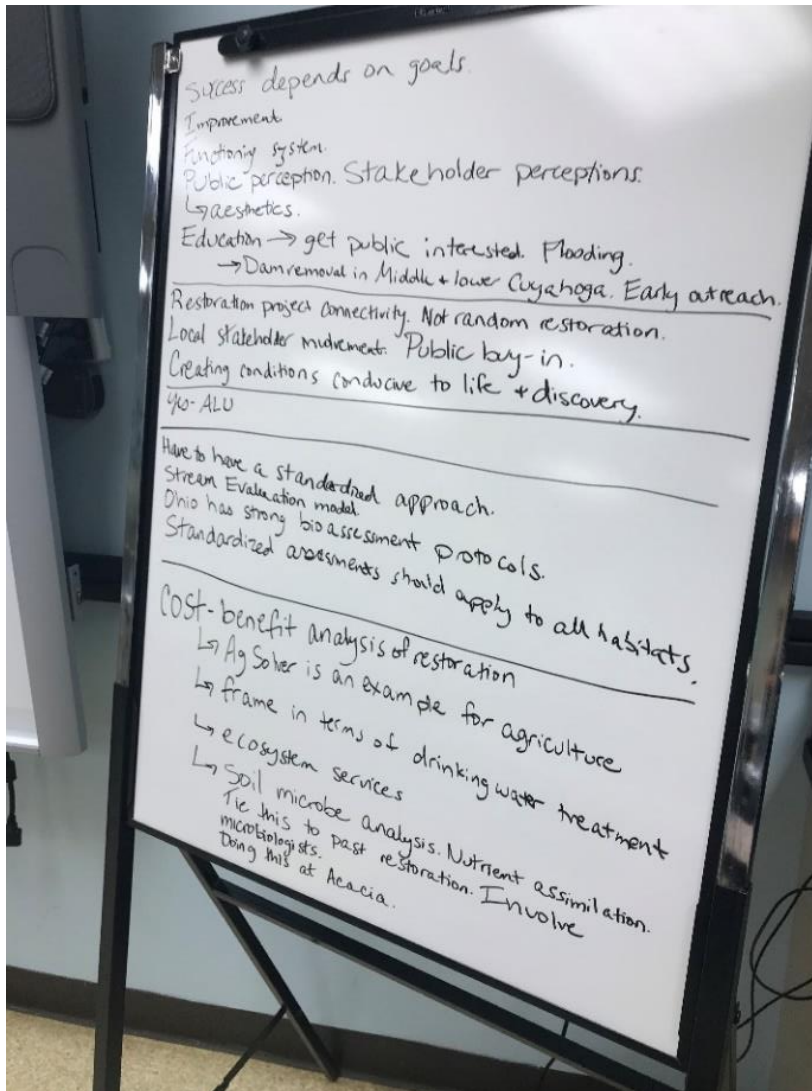 Success depends on goals.
Improvement
Functioning system.
Public perception. Stakeholder perceptions.
↳ aesthetics.
Education → get public interested. Flooding.
→ Dam removal in Middle + lower Cuyahoga. Early outreach.
Restoration project connectivity. Not random restoration.
Local stakeholder Public buy-in.
Creating conditions conducive to life + discovery.
ALU
Have to have a standardized approach.
Stream Evaluation model.
Ohio has strong bioassessment protocols.
Standardized assesments should apply to all habitats.
Cost-benefit analysis of restoration
↳ Ag Solver is an example for agriculture
↳ frame in terms of drinking water treatment
↳ ecosystem services
↳ Soil microbe analysis. Nutrient assimilation.
Tie this to past restoration. Involve
microbiologists.
Doing this at Acacia.